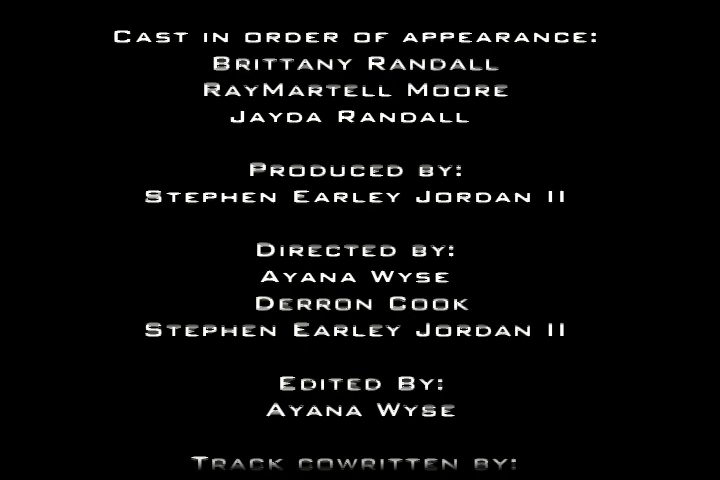 Cast in order of appearance:
Brittany Randall
RayMartell Moore
Jayda Randall
Produced by:
Stephen Earley Jordan II
Directed by:
Ayana Wyse
Derron Cook
Stephen Earley Jordan II
Edited By:
Ayana Wyse
Track cowritten by: